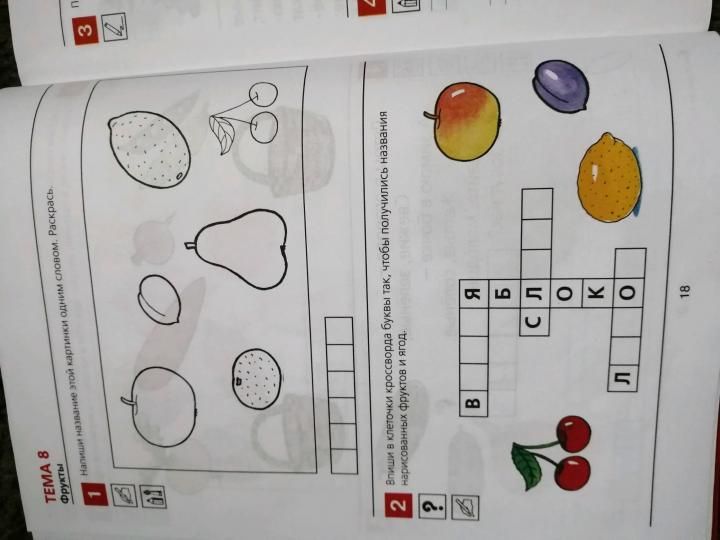 ТЕМА 8
Фрукты
1
Напиши название этой картинки одним словом. Раскрась.
2
Впиши в клеточки кроссворда буквы так, чтобы получились названия
нарисованных фруктов и ягод.
?
В Я
Б
С Л
О
К
Л О
18
3
П
4